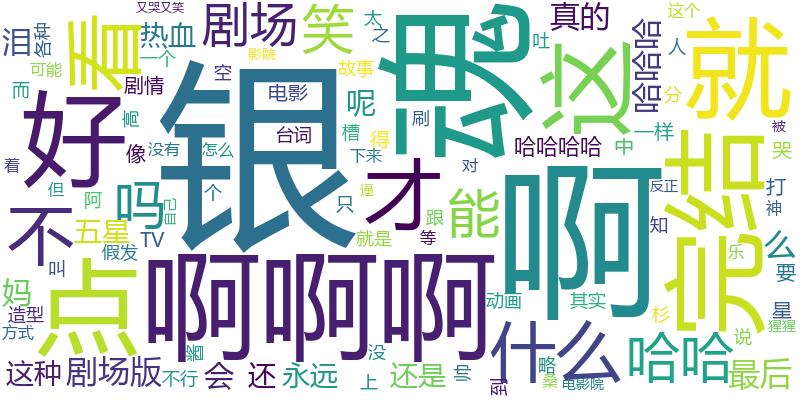 又哭又笑
泪
各种
看
热血
剧场
笑
太
之
魂
吐
真的
这个
一个
影院
人
就
可能
剧情
空
故事
这
哈哈哈
分
而
好
高
银
电影
呢
刷
被
像
台词
槽
得
哈哈哈哈
中
一样
哭
没有
怎么
下来
对
着
但
阿
吗
个
只
逼
才
能
啊
反正
完结
打
神
不
五星
自己
跟
知
TV
就是
等
么
假发
乐
要
叫
点
啊啊啊
妈
动画
其实
杉
星
造型
什么
说
猩猩
方式
番
没
哈哈
这种
剧场版
不行
会
还
永远
上
还是
帅
到
略
桑
电影院
最后